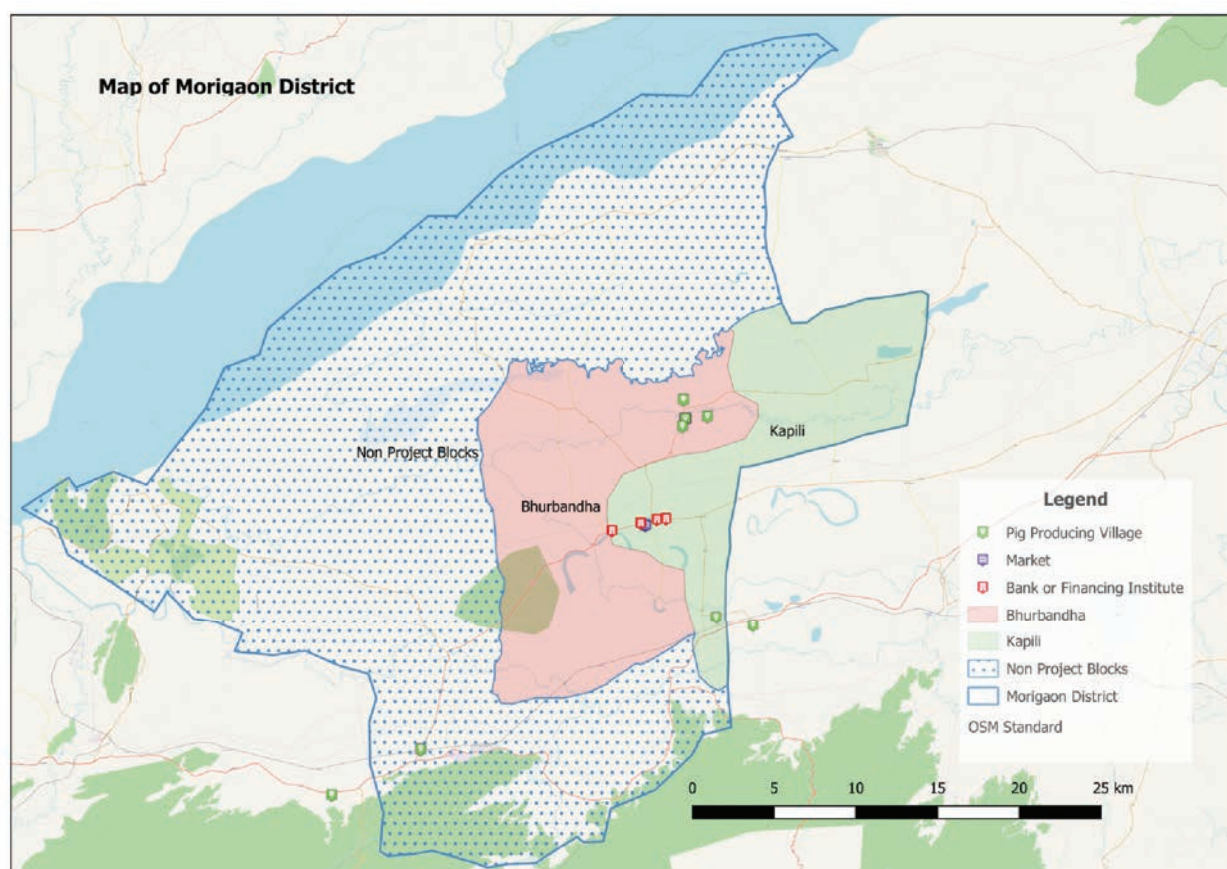 Map of Morigaon District
Non Project Blocks
Bhurbandha
Kapili
Legend
Pig Producing Village
Market
Bank or Financing Institute
Bhurbandha
Kapili
Non Project Blocks
Morigaon District
OSM Standard
0 5 10 15 20 25 km